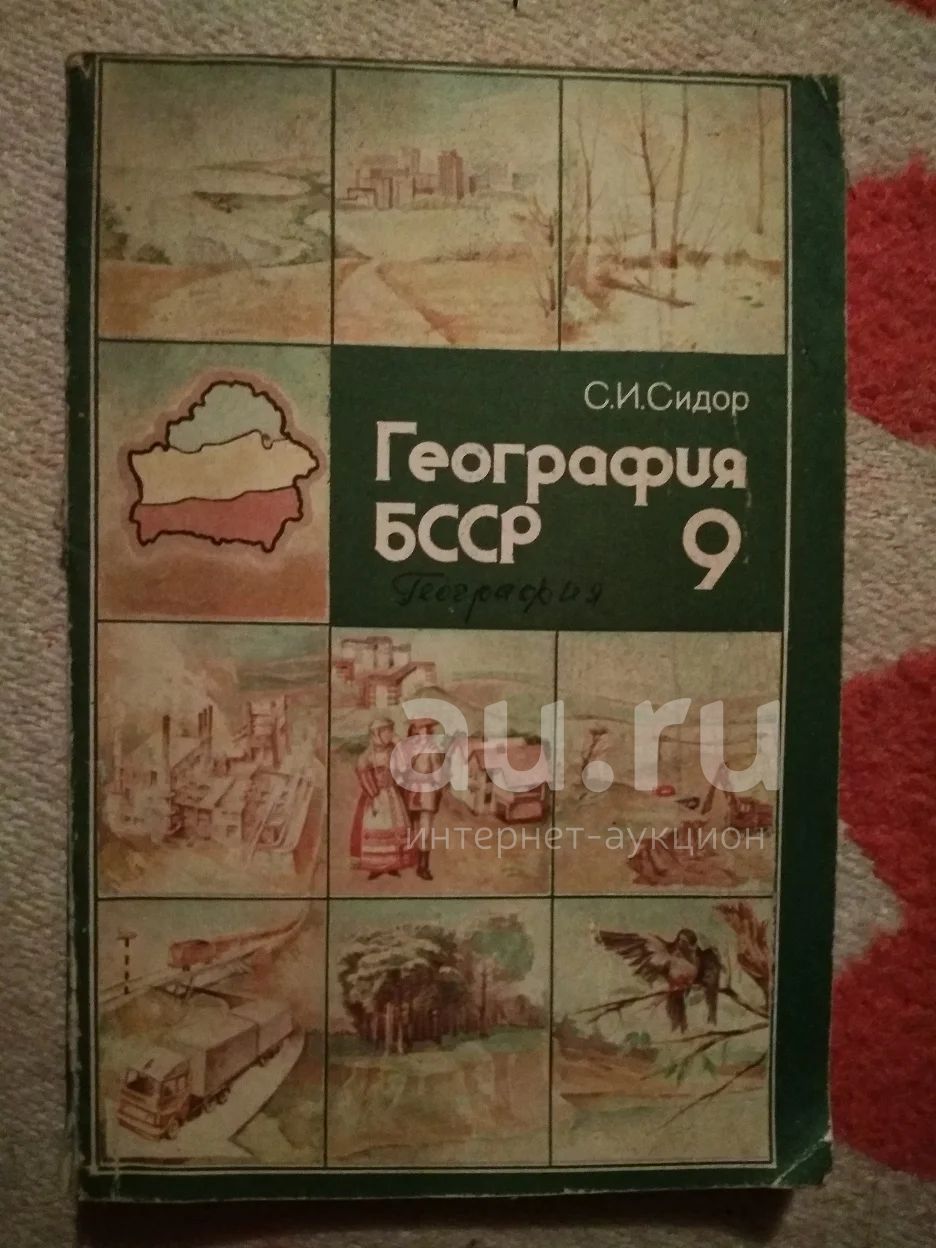 С.И.Сидор
География
БССР 9
География
au.ru
интернет-аукцион